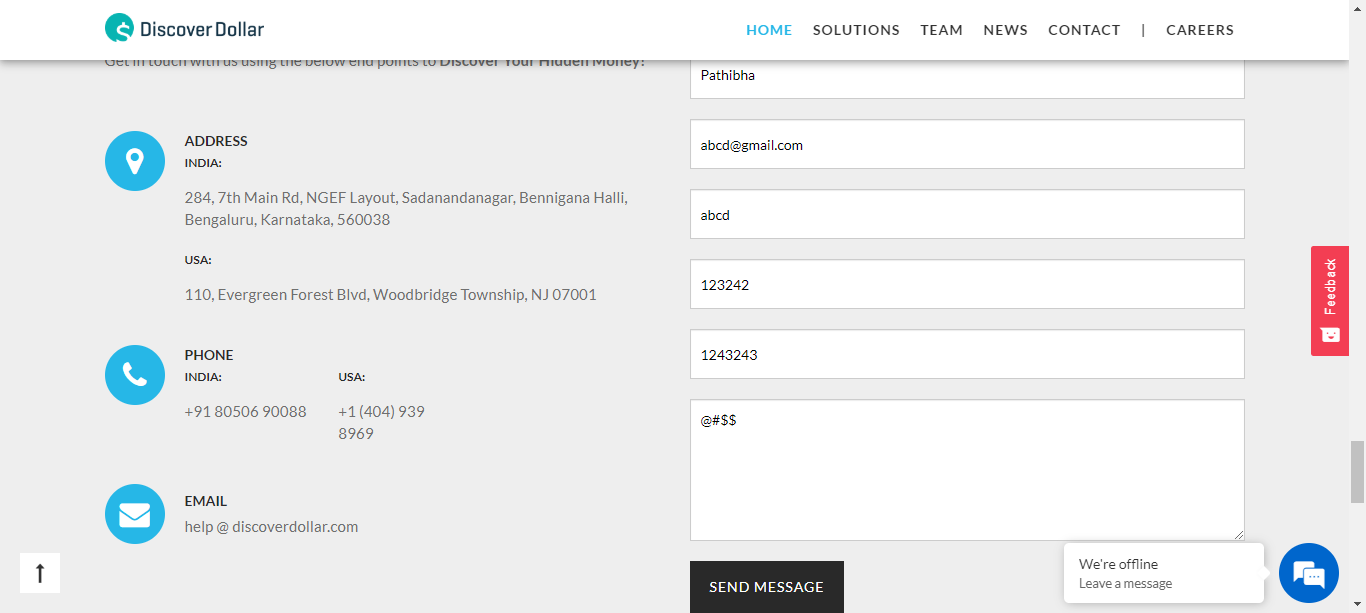 Discover Dollar
HOME SOLUTIONS TEAM NEWS CONTACT | CAREERS
Get in touch with us using the below end points to Discover Your Hidden Money!
ADDRESS
INDIA:
284, 7th Main Rd, NGEF Layout, Sadanandanagar, Bennigana Halli,
Bengaluru, Karnataka, 560038
USA:
110, Evergreen Forest Blvd, Woodbridge Township, NJ 07001
PHONE
INDIA: USA:
+91 80506 90088 +1 (404) 939
8969
EMAIL
help @ discoverdollar.com
Pathibha
abcd@gmail.com
abcd
123242
1243243
@#$$
SEND MESSAGE
Feedback
We're offline
Leave a message